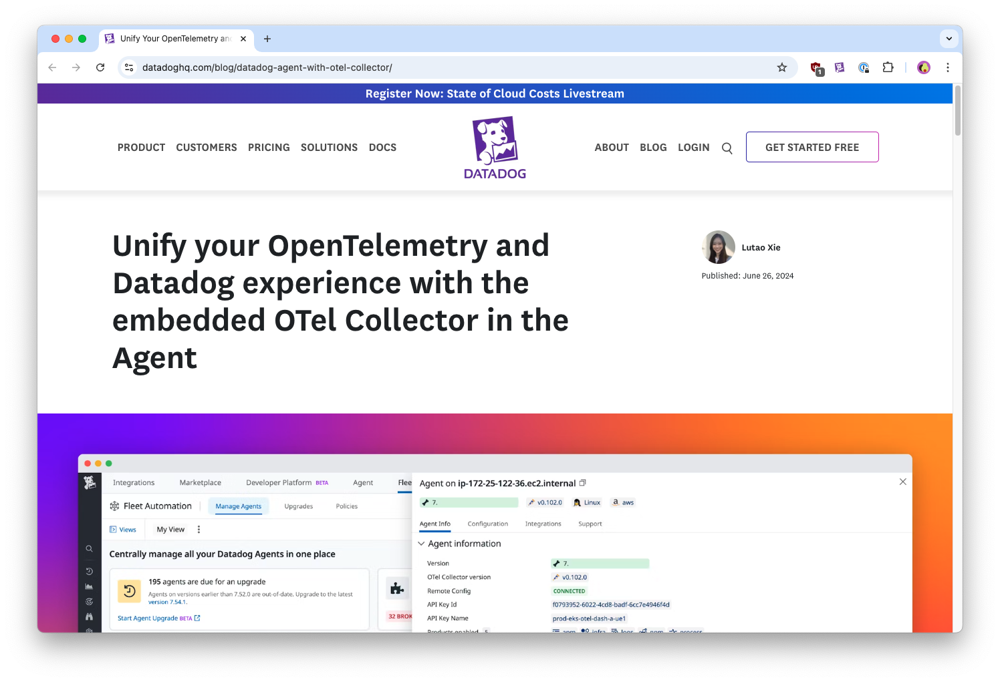 Unify Your OpenTelemetry an
datadoghq.com/blog/datadog-agent-with-otel-collector/
1
Register Now: State of Cloud Costs Livestream
PRODUCT CUSTOMERS PRICING SOLUTIONS DOCS
DATADOG
ABOUT BLOG LOGIN GET STARTED FREE
Unify your OpenTelemetry and
Datadog experience with the
embedded OTel Collector in the
Agent
Lutao Xie
Published: June 26, 2024
Integrations Marketplace Developer Platform BETA Agent Flee
Fleet Automation Manage Agents Upgrades Policies
Views My View
Centrally manage all your Datadog Agents in one place
195 agents are due for an upgrade
Agents on versions earlier than 7.52.0 are out-of-date. Upgrade to the latest
version 7.54.1.
Start Agent Upgrade BETA
32 BROK
Agent on ip-172-25-122-36.ec2.internal
7. v0.102.0 Linux aws
Agent Info Configuration Integrations Support
Agent information
Version 7.
OTel Collector version v0.102.0
Remote Config CONNECTED
API Key Id f0793952-6022-4cd8-badf-6cc7e4946f4d
API Key Name prod-eks-otel-dash-a-ue1
Products enabled 5 apm infra logs npm process